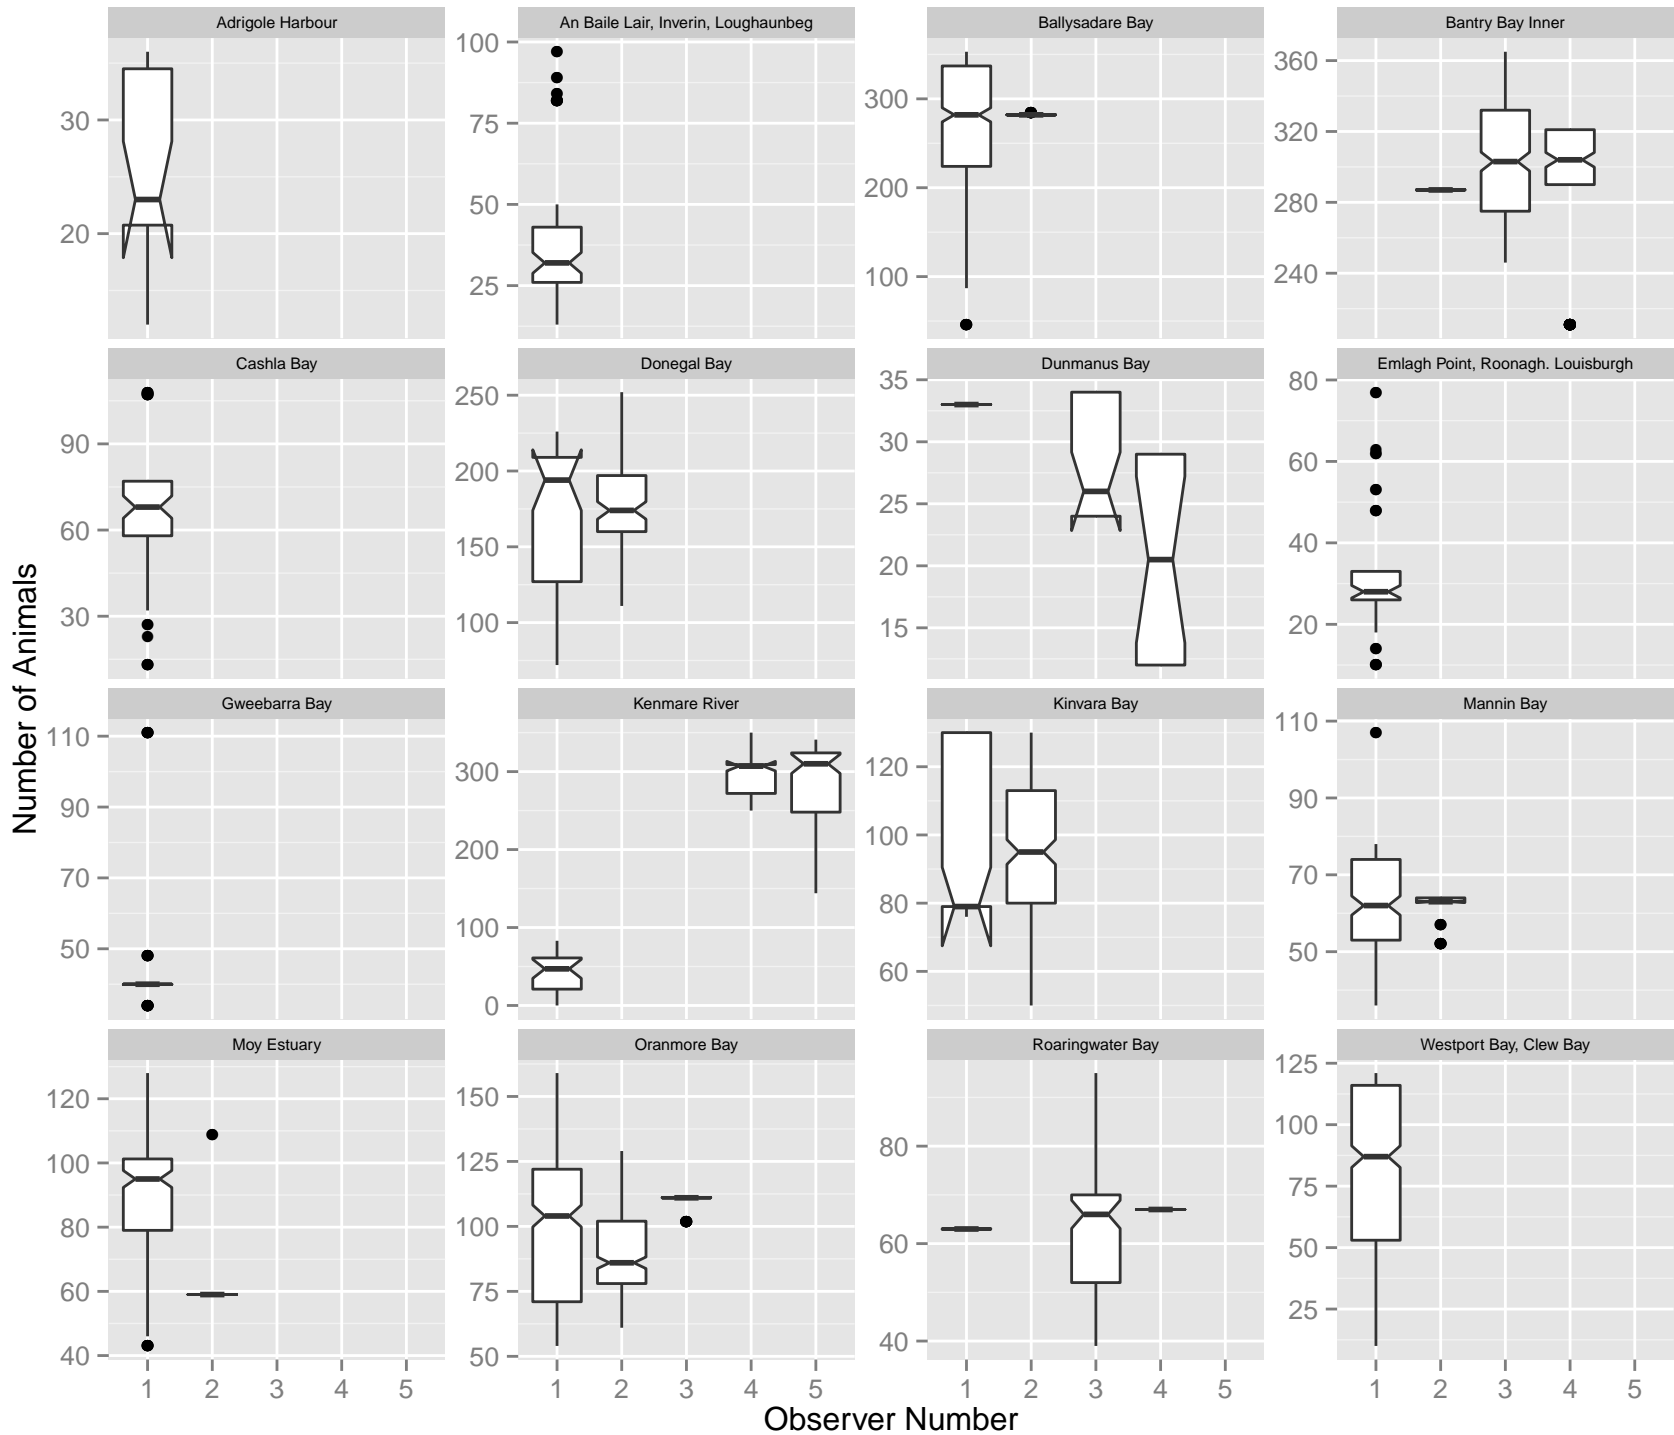 Adrigole Harbour
An Baile Lair, Inverin, Loughaunbeg
Ballysadare Bay
Bantry Bay Inner
30
20
100
75
50
25
300
200
100
360
320
280
240
Cashla Bay
Donegal Bay
Dunmanus Bay
Emlagh Point, Roonagh. Louisburgh
90
60
30
250
200
150
100
35
30
25
20
15
80
60
40
20
Number of Animals
Gweebarra Bay
Kenmare River
Kinvara Bay
Mannin Bay
110
90
70
50
300
200
100
0
120
100
80
60
110
90
70
50
Moy Estuary
Oranmore Bay
Roaringwater Bay
Westport Bay, Clew Bay
120
100
80
60
40
150
125
100
75
50
80
60
40
125
100
75
50
25
1 2 3 4 5
1 2 3 4 5
1 2 3 4 5
1 2 3 4 5
Observer Number